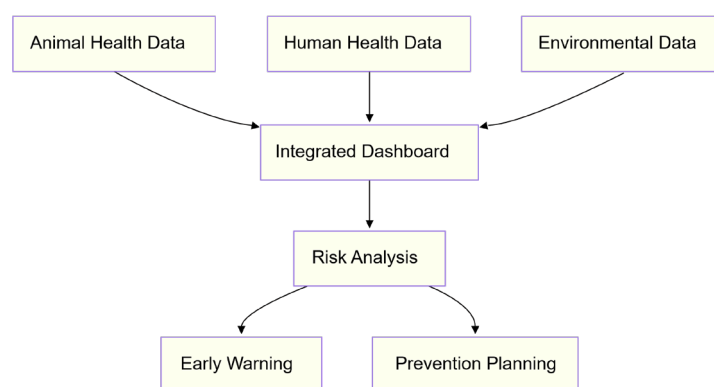 Animal Health Data
Human Health Data
Environmental Data
Integrated Dashboard
Risk Analysis
Early Warning
Prevention Planning